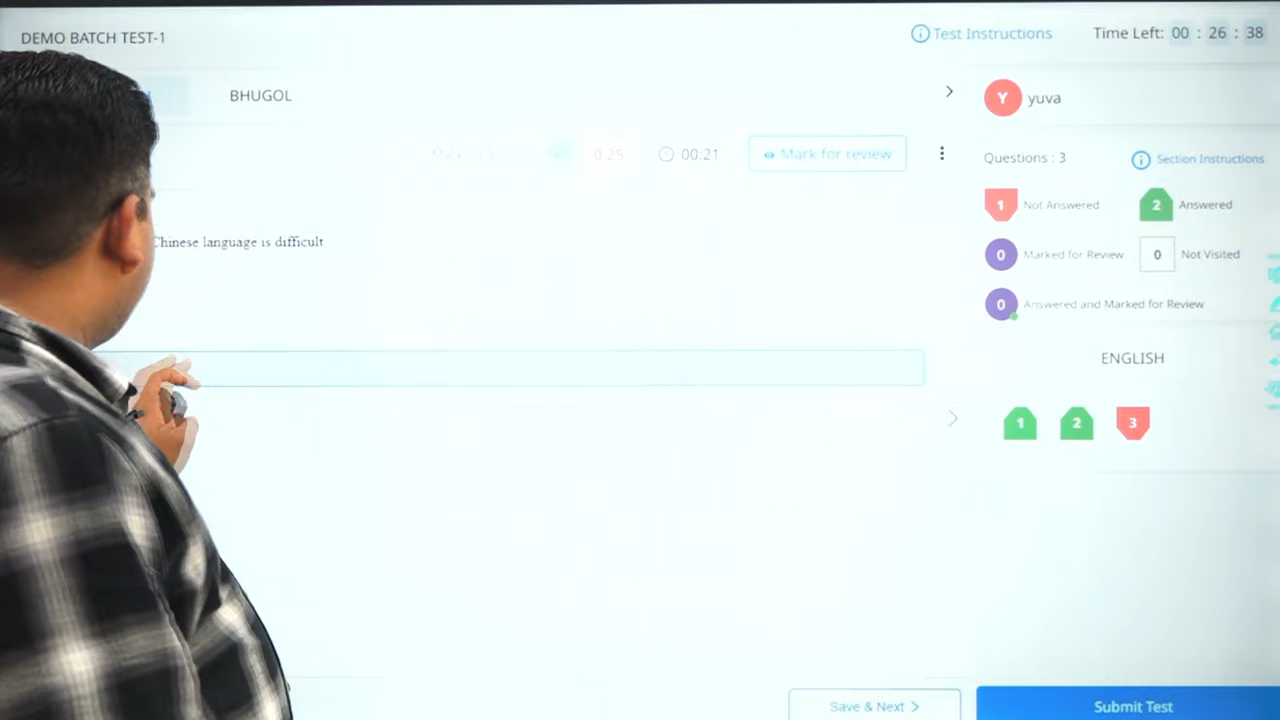 DEMO BATCH TEST-1
Test Instructions
Time Left: 00 : 26 : 38
BHUGOL
Y yuva
0.25
00:21
Mark for review
Questions : 3
Section Instructions
1 Not Answered
2 Answered
Chinese language is difficult
0 Marked for Review
0 Not Visited
0 Answered and Marked for Review
ENGLISH
1 2 3
Save & Next
Submit Test